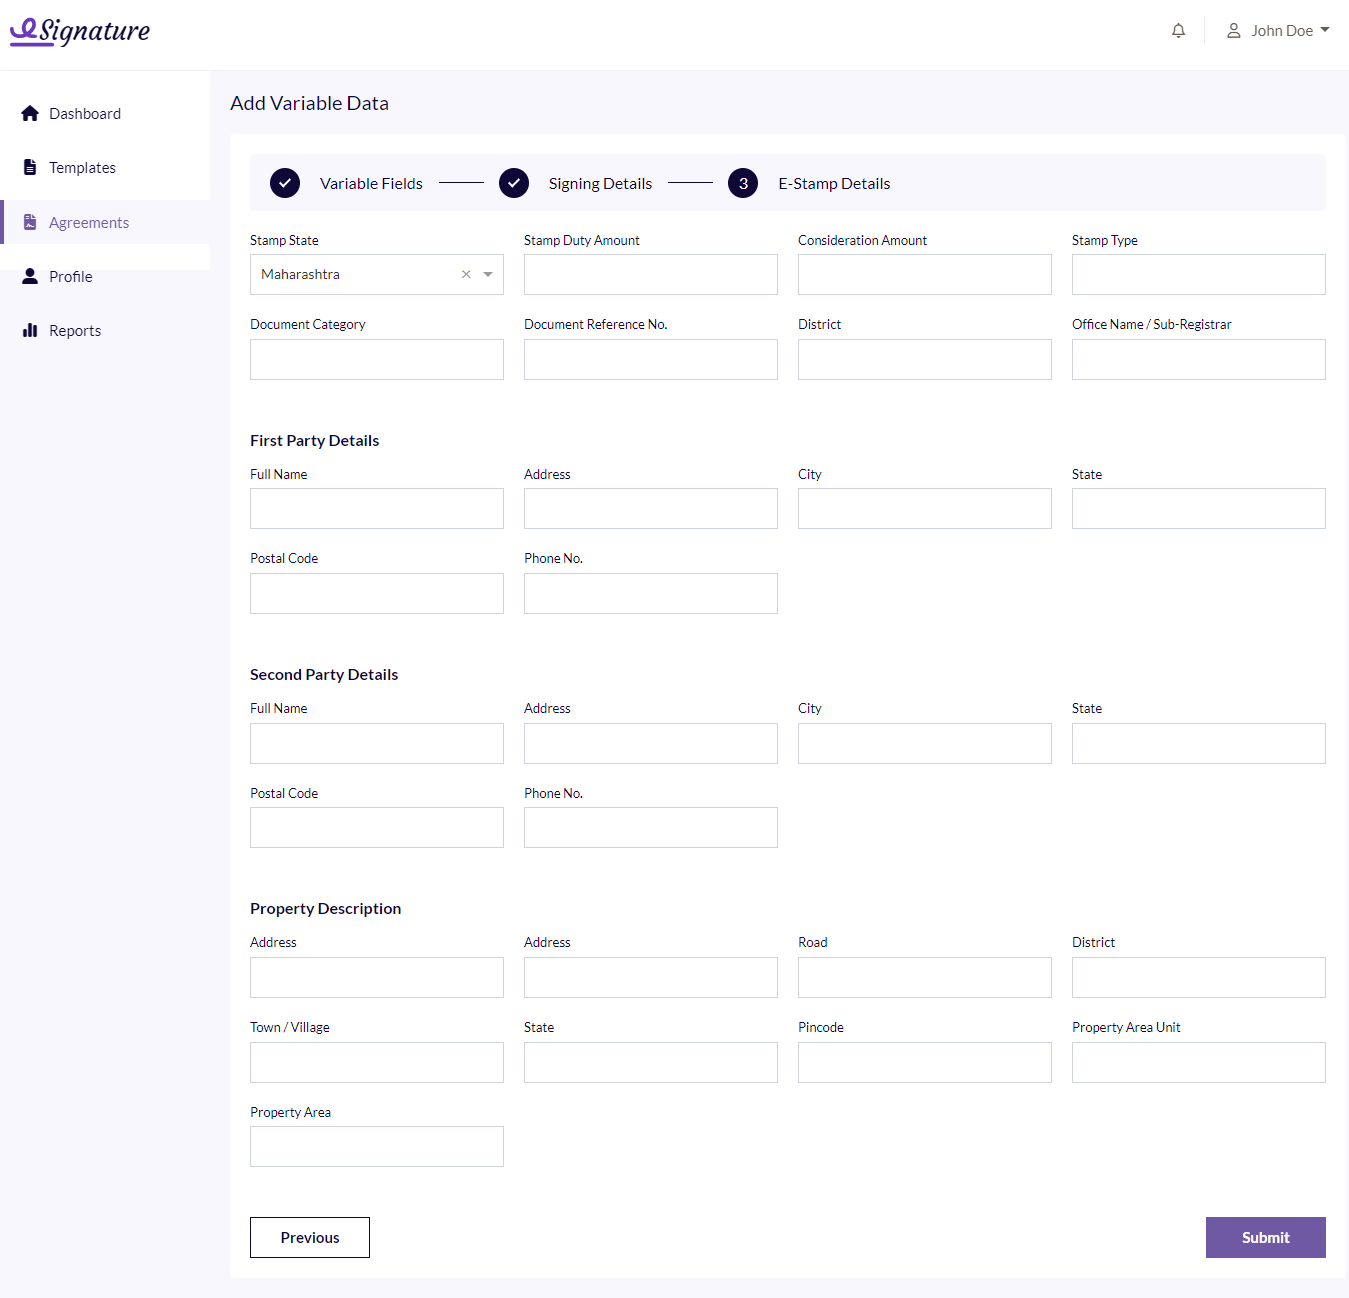 eSignature
John Doe
Dashboard
Templates
Agreements
Profile
Reports
Add Variable Data
Variable Fields
Signing Details
3 E-Stamp Details
Stamp State Stamp Duty Amount Consideration Amount Stamp Type
Maharashtra
Document Category Document Reference No. District Office Name / Sub-Registrar
First Party Details
Full Name Address City State
Postal Code Phone No.
Second Party Details
Full Name Address City State
Postal Code Phone No.
Property Description
Address Address Road District
Town / Village State Pincode Property Area Unit
Property Area
Previous Submit